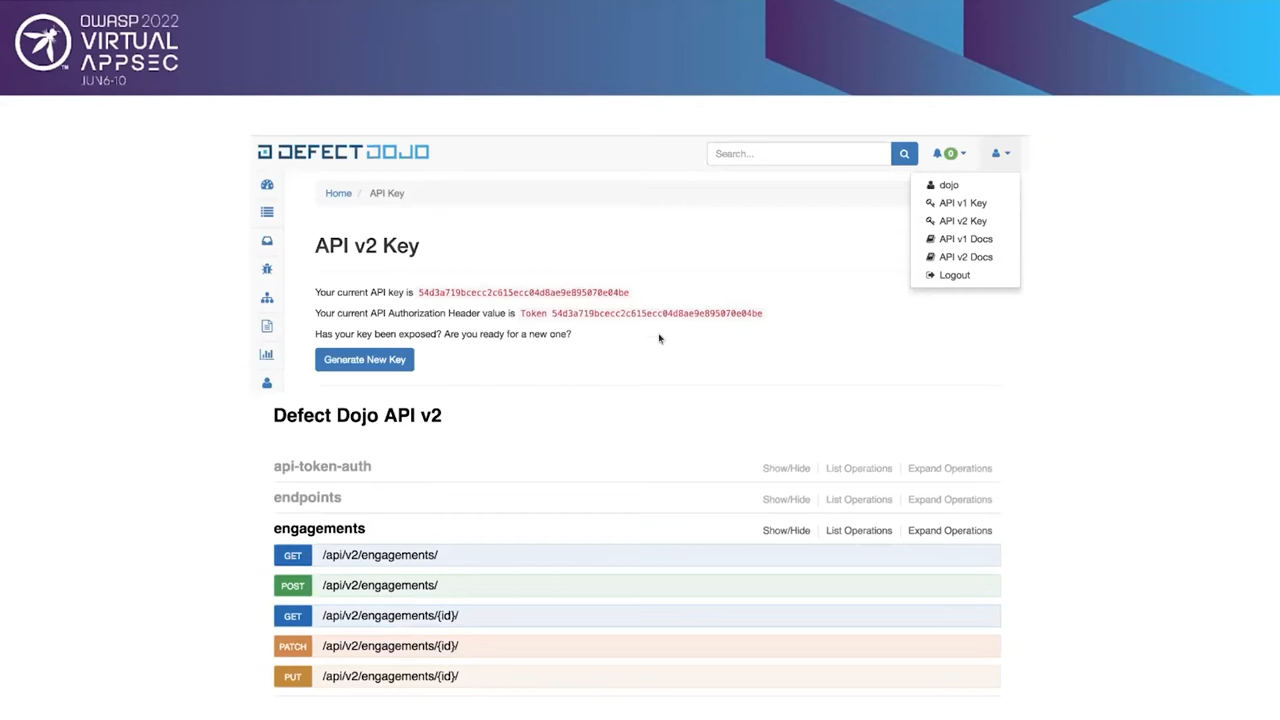 OWASP 2022
VIRTUAL
APPSEC
JUN 6-10
DEFECTDOJO
Search...
0
dojo
API v1 Key
API v2 Key
API v1 Docs
API v2 Docs
Logout
Home / API Key
API v2 Key
Your current API key is 54d3a719bcecc2c615ecc04d8ae9e895070e04be
Your current API Authorization Header value is Token 54d3a719bcecc2c615ecc04d8ae9e895070e04be
Has your key been exposed? Are you ready for a new one?
Generate New Key
Defect Dojo API v2
api-token-auth Show/Hide List Operations Expand Operations
endpoints Show/Hide List Operations Expand Operations
engagements Show/Hide List Operations Expand Operations
GET /api/v2/engagements/
POST /api/v2/engagements/
GET /api/v2/engagements/{id}/
PATCH /api/v2/engagements/{id}/
PUT /api/v2/engagements/{id}/